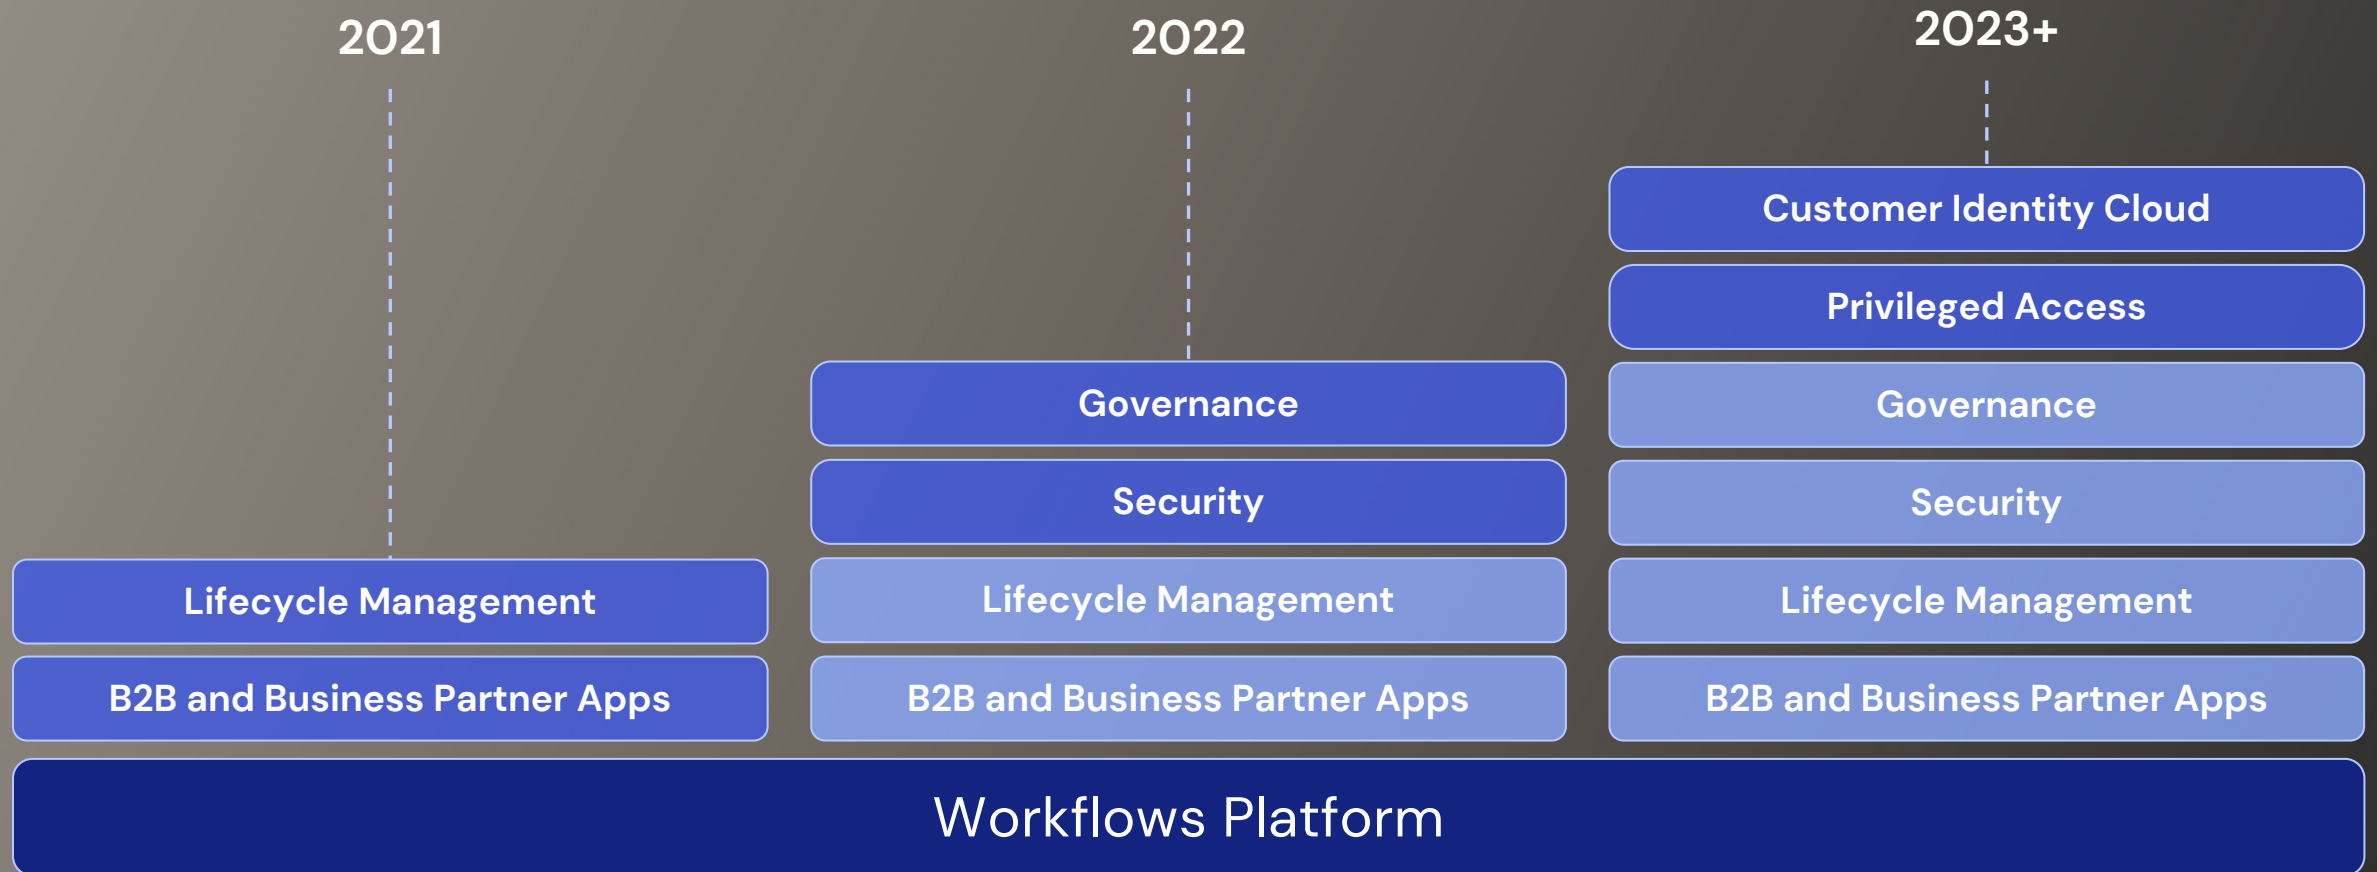 2021
2022
2023+
Customer Identity Cloud
Privileged Access
Governance
Governance
Security
Security
Lifecycle Management
Lifecycle Management
Lifecycle Management
B2B and Business Partner Apps
B2B and Business Partner Apps
B2B and Business Partner Apps
Workflows Platform